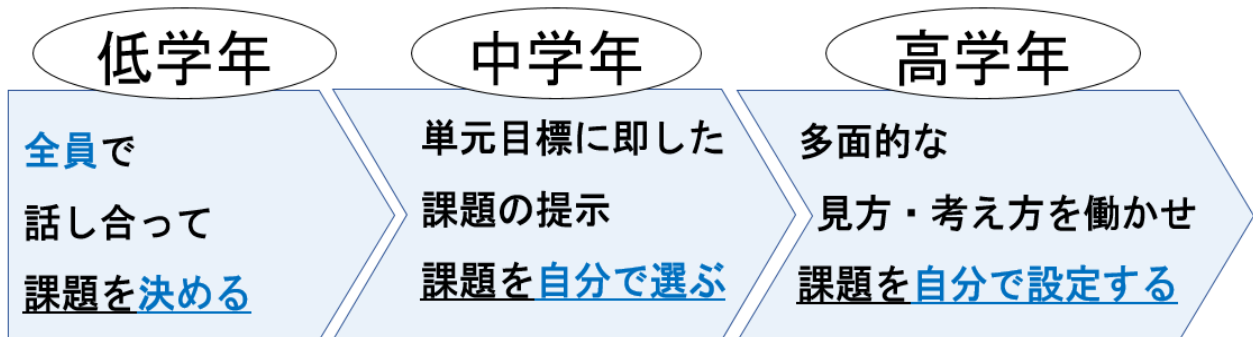 低学年
全員で
話し合って
課題を決める
中学年
単元目標に即した
課題の提示
課題を自分で選ぶ
高学年
多面的な
見方・考え方を働かせ
課題を自分で設定する